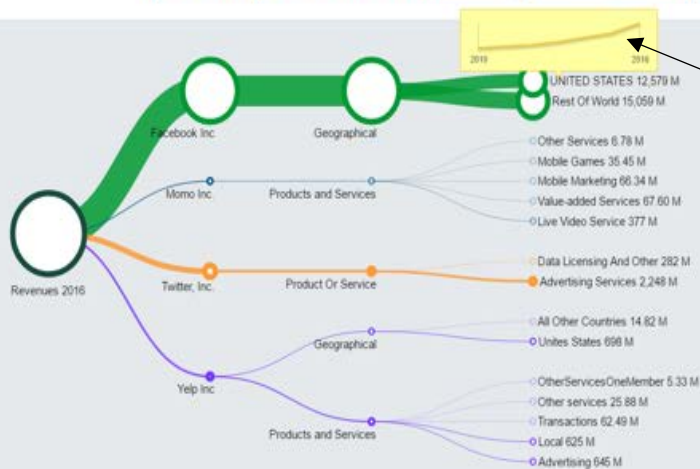 2010 2016
UNITED STATES 12,579 M
Rest Of World 15,059 M
Facebook Inc
Geographical
Other Services 6.78 M
Mobile Games 35.45 M
Momo Inc.
Products and Services
Mobile Marketing 66.34 M
Value-added Services 67.60 M
Live Video Service 377 M
Revenues 2016
Twitter, Inc.
Product Or Service
Data Licensing And Other 282 M
Advertising Services 2,248 M
All Other Countries 14.82 M
Geographical
Unites States 698 M
Yelp Inc
OtherServicesOneMember 5.33 M
Other services 25.88 M
Products and Services
Transactions 62.49 M
Local 625 M
Advertising 645 M